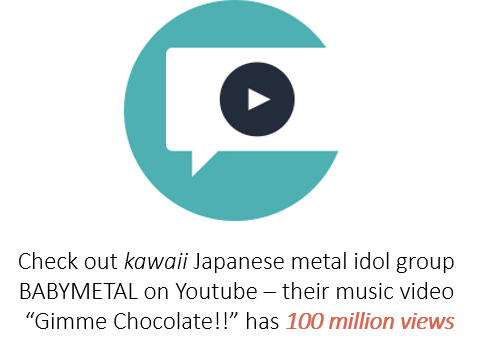 Check out kawaii Japanese metal idol group
BABYMETAL on Youtube – their music video
“Gimme Chocolate!!” has 100 million views